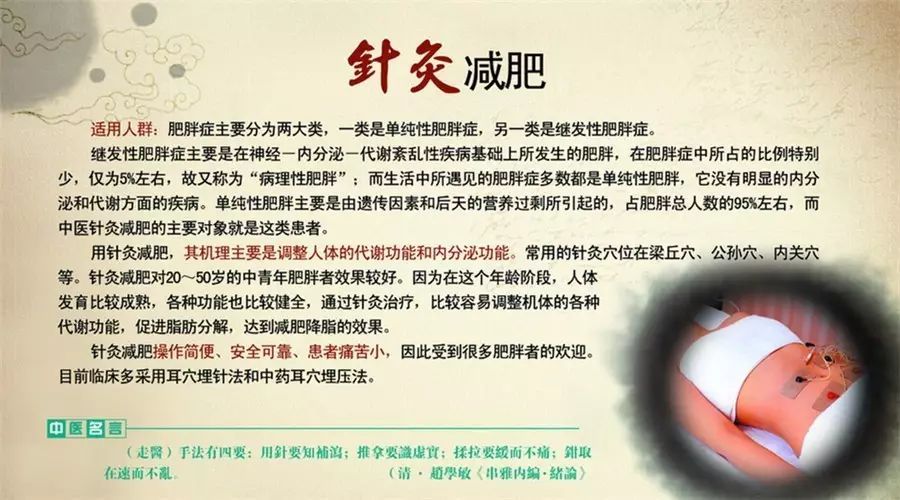 針灸减肥
适用人群：肥胖症主要分为两大类，一类是单纯性肥胖症，另一类是继发性肥胖症。
继发性肥胖症主要是在神经－内分泌－代谢紊乱性疾病基础上所发生的肥胖，在肥胖症中所占的比例特别
少，仅为5%左右，故又称为“病理性肥胖”；而生活中所遇见的肥胖症多数都是单纯性肥胖，它没有明显的内分
泌和代谢方面的疾病。单纯性肥胖主要是由遗传因素和后天的营养过剩所引起的，占肥胖总人数的95%左右，而
中医针灸减肥的主要对象就是这类患者。
用针灸减肥，其机理主要是调整人体的代谢功能和内分泌功能。常用的针灸穴位在梁丘穴、公孙穴、内关穴
等。针灸减肥对20～50岁的中青年肥胖者效果较好。因为在这个年龄阶段，人体
发育比较成熟，各种功能也比较健全，通过针灸治疗，比较容易调整机体的各种
代谢功能，促进脂肪分解，达到减肥降脂的效果。
针灸减肥操作简便、安全可靠、患者痛苦小，因此受到很多肥胖者的欢迎。
目前临床多采用耳穴埋针法和中药耳穴埋压法。
中医名言
（走醫）手法有四要：用針要知補瀉；推拿要識虛實；揉拉要緩而不痛；鉗取
在速而不亂。
（清·趙學敏《串雅內編·緒論》